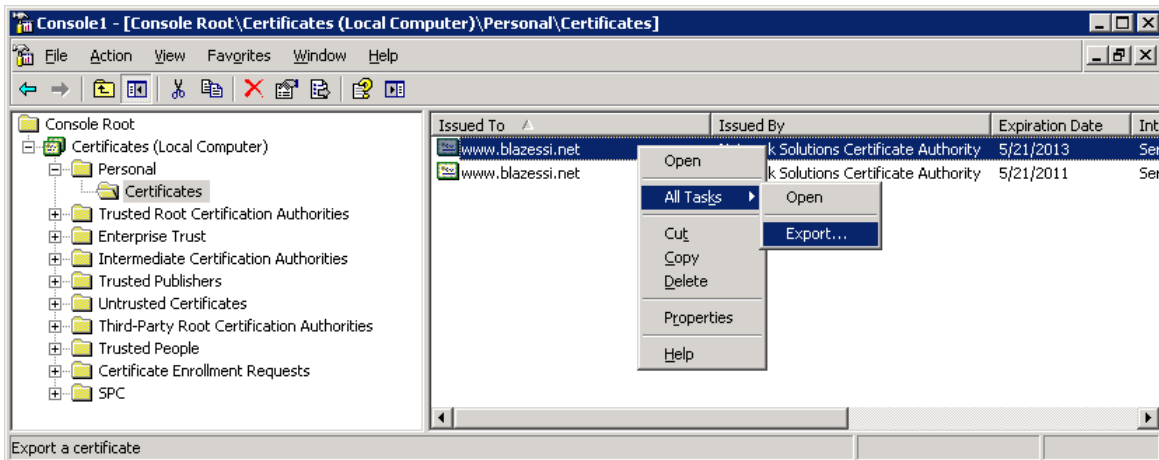 Console1 - [Console Root\Certificates (Local Computer)\Personal\Certificates]
File Action View Favorites Window Help
Console Root
Certificates (Local Computer)
Personal
Certificates
Trusted Root Certification Authorities
Enterprise Trust
Intermediate Certification Authorities
Trusted Publishers
Untrusted Certificates
Third-Party Root Certification Authorities
Trusted People
Certificate Enrollment Requests
SPC
Issued To Issued By Expiration Date Int
www.blazessi.net k Solutions Certificate Authority 5/21/2013 Ser
www.blazessi.net k Solutions Certificate Authority 5/21/2011 Ser
Open
All Tasks
Cut
Copy
Delete
Properties
Help
Open
Export...
Export a certificate